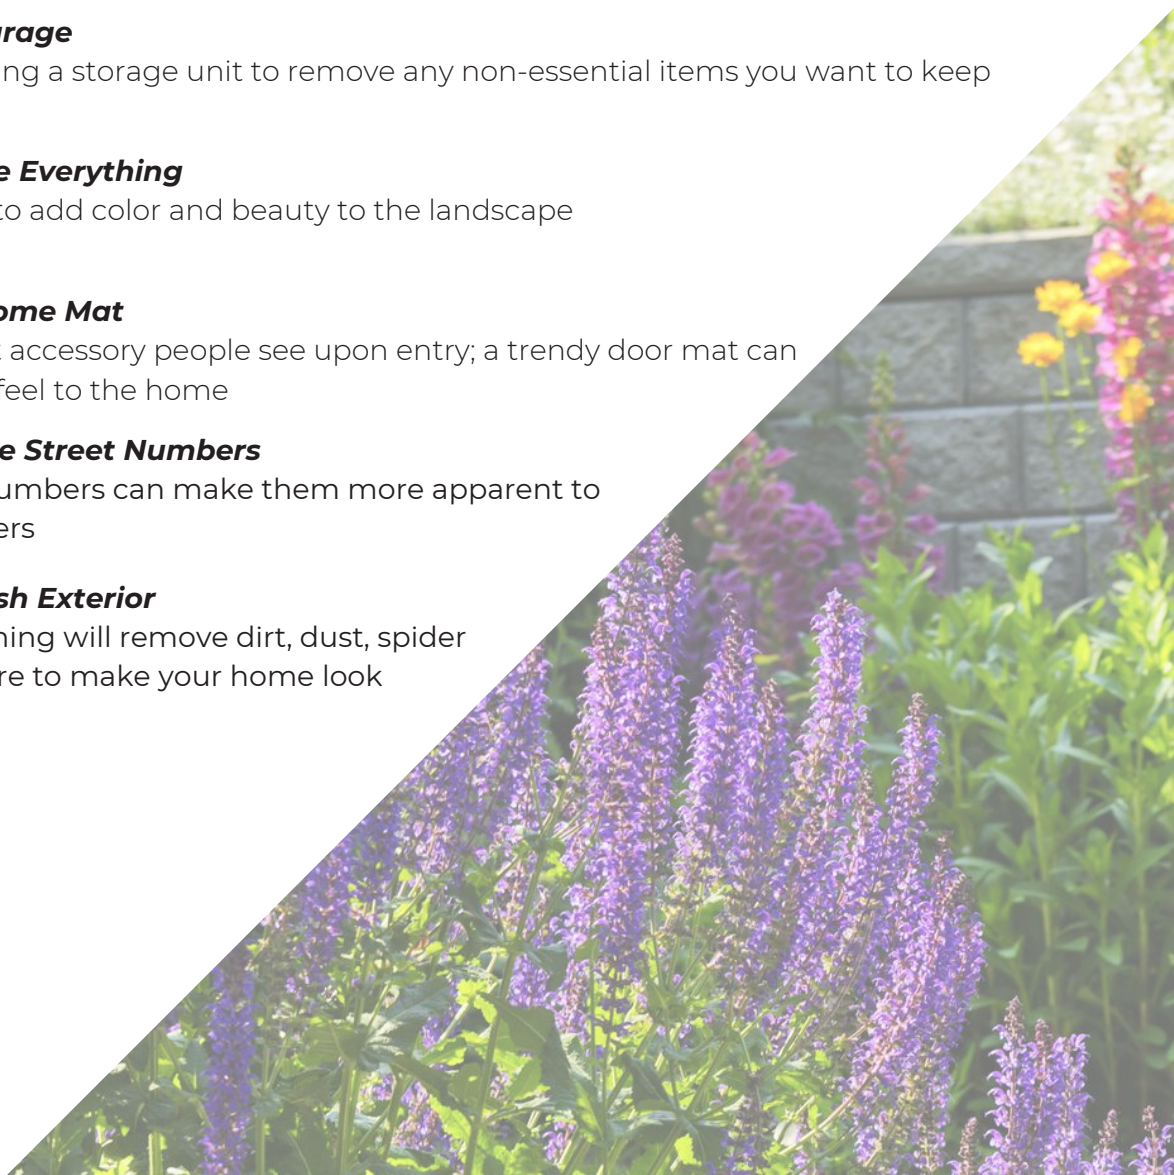 rage
ng a storage unit to remove any non-essential items you want to keep
e Everything
to add color and beauty to the landscape
ome Mat
accessory people see upon entry; a trendy door mat can
feel to the home
e Street Numbers
umbers can make them more apparent to
ers
sh Exterior
ning will remove dirt, dust, spider
re to make your home look